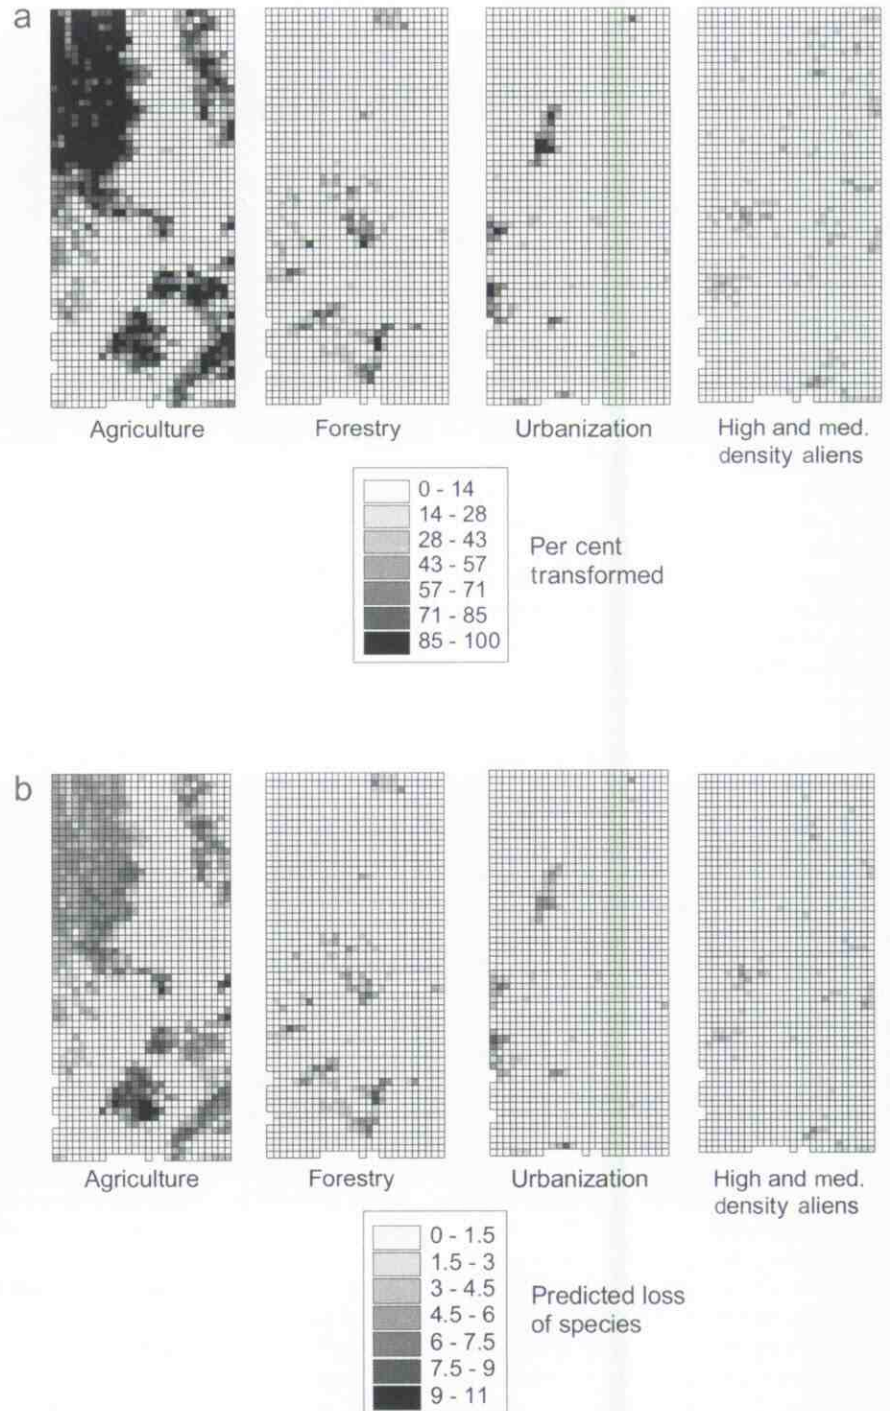 a
Agriculture
Forestry
Urbanization
High and med.
density aliens
0 - 14
14 - 28
28 - 43
43 - 57
57 - 71
71 - 85
85 - 100
Per cent
transformed
b
Agriculture
Forestry
Urbanization
High and med.
density aliens
0 - 1.5
1.5 - 3
3 - 4.5
4.5 - 6
6 - 7.5
7.5 - 9
9 - 11
Predicted loss
of species